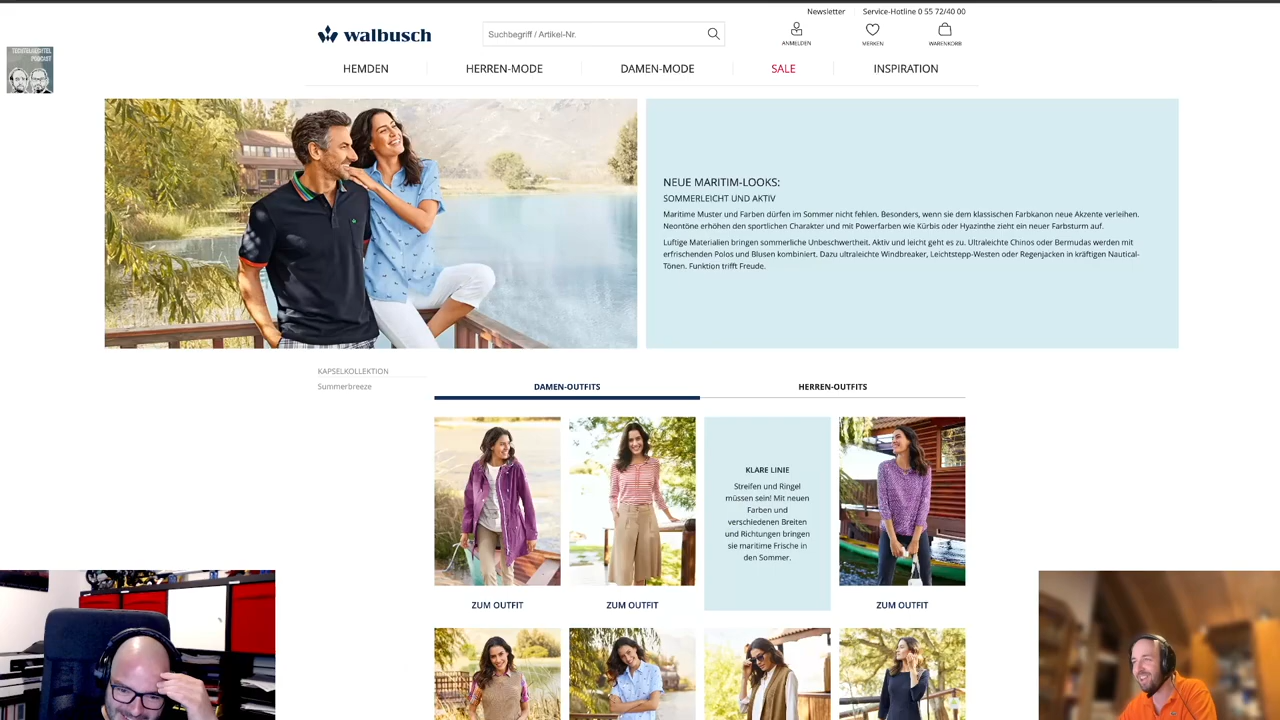 Newsletter
Service-Hotline 0 55 72/40 00
walbusch
Suchbegriff / Artikel-Nr.
ANMELDEN
MERKEN
WARENKORB
TECHTELMECHTEL
PODCAST
HEMDEN
HERREN-MODE
DAMEN-MODE
SALE
INSPIRATION
NEUE MARITIM-LOOKS:
SOMMERLEICHT UND AKTIV
Maritime Muster und Farben dürfen im Sommer nicht fehlen. Besonders, wenn sie dem klassischen Farbkanon neue Akzente verleihen.
Neontöne erhöhen den sportlichen Charakter und mit Powerfarben wie Kürbis oder Hyazinthe zieht ein neuer Farbsturm auf.
Luftige Materialien bringen sommerliche Unbeschwertheit. Aktiv und leicht geht es zu. Ultraleichte Chinos oder Bermudas werden mit
erfrischenden Polos und Blusen kombiniert. Dazu ultraleichte Windbreaker, Leichtstepp-Westen oder Regenjacken in kräftigen Nautical-
Tönen. Funktion trifft Freude.
KAPSELKOLLEKTION
Summerbreeze
DAMEN-OUTFITS
HERREN-OUTFITS
KLARE LINIE
Streifen und Ringel
müssen sein! Mit neuen
Farben und
verschiedenen Breiten
und Richtungen bringen
sie maritime Frische in
den Sommer.
ZUM OUTFIT
ZUM OUTFIT
ZUM OUTFIT